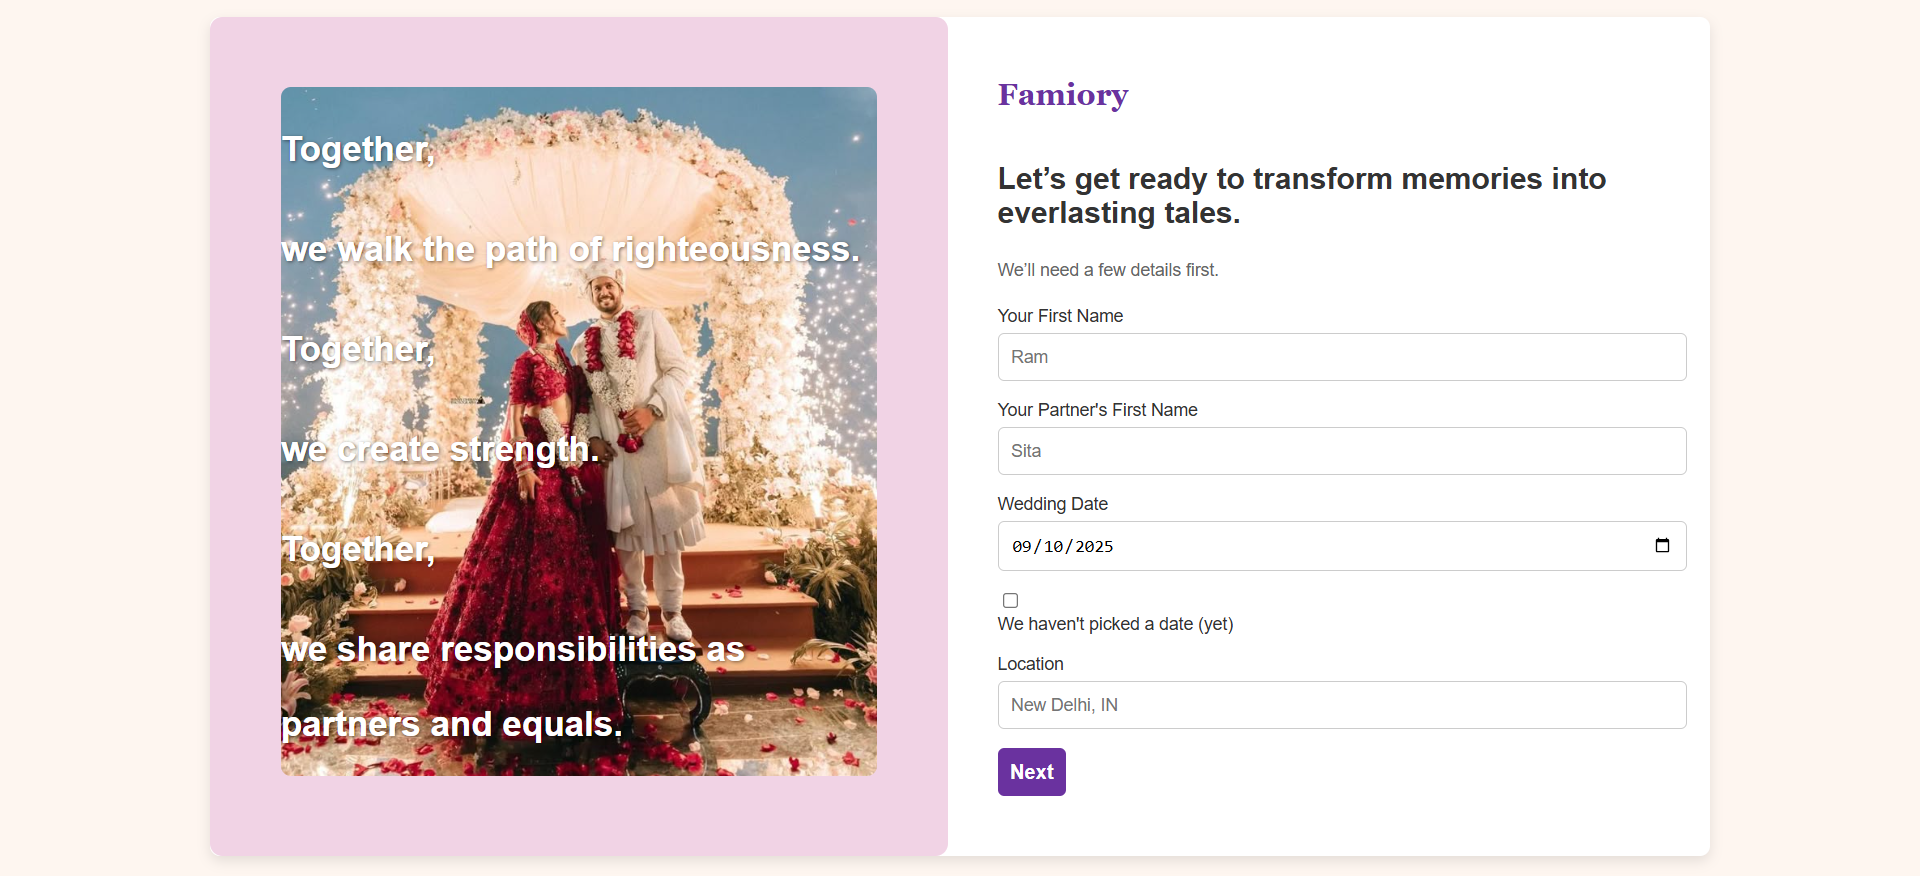 Together,
we walk the path of righteousness.
Together,
we create strength.
Together,
we share responsibilities as
partners and equals.
Famiory
Let’s get ready to transform memories into
everlasting tales.
We’ll need a few details first.
Your First Name
Ram
Your Partner's First Name
Sita
Wedding Date
09/10/2025
We haven't picked a date (yet)
Location
New Delhi, IN
Next